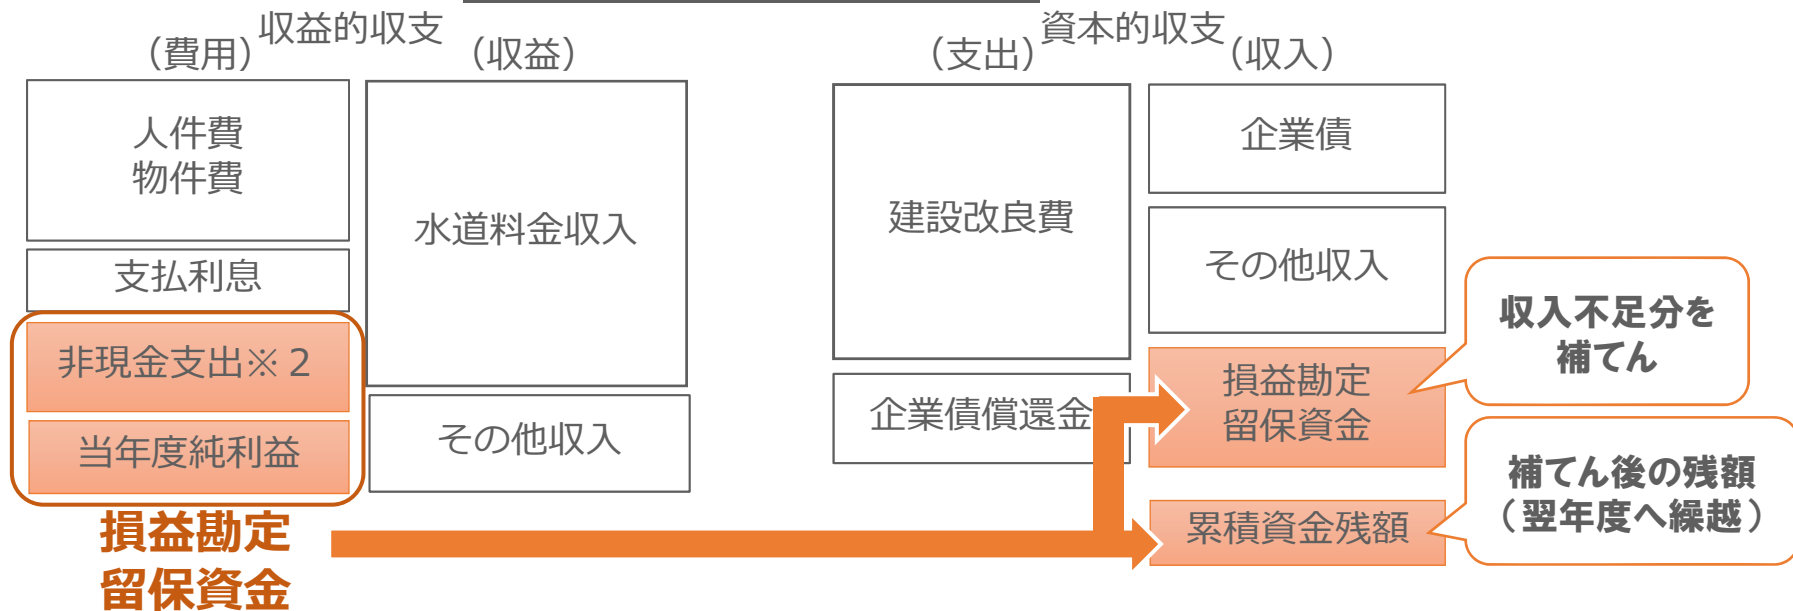 収益的収支
（費用）
（収益）
人件費
物件費
支払利息
非現金支出※２
当年度純利益
水道料金収入
その他収入
損益勘定
留保資金
資本的収支
（支出）
（収入）
建設改良費
企業債償還金
企業債
その他収入
損益勘定
留保資金
累積資金残額
収入不足分を
補てん
補てん後の残額
（翌年度へ繰越）